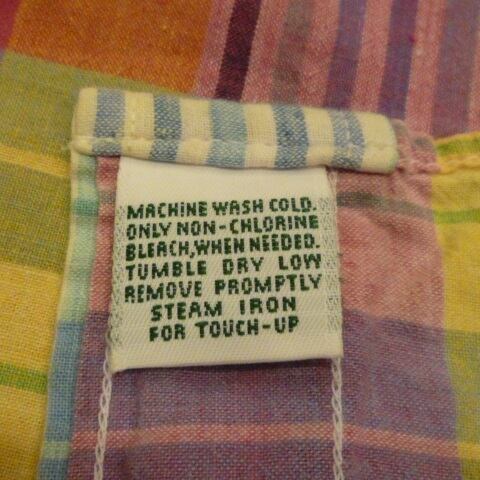 MACHINE WASH COLD.
ONLY NON-CHLORINE
BLEACH,WHEN NEEDED.
TUMBLE DRY LOW
REMOVE PROMPTLY
STEAM IRON
FOR TOUCH-UP